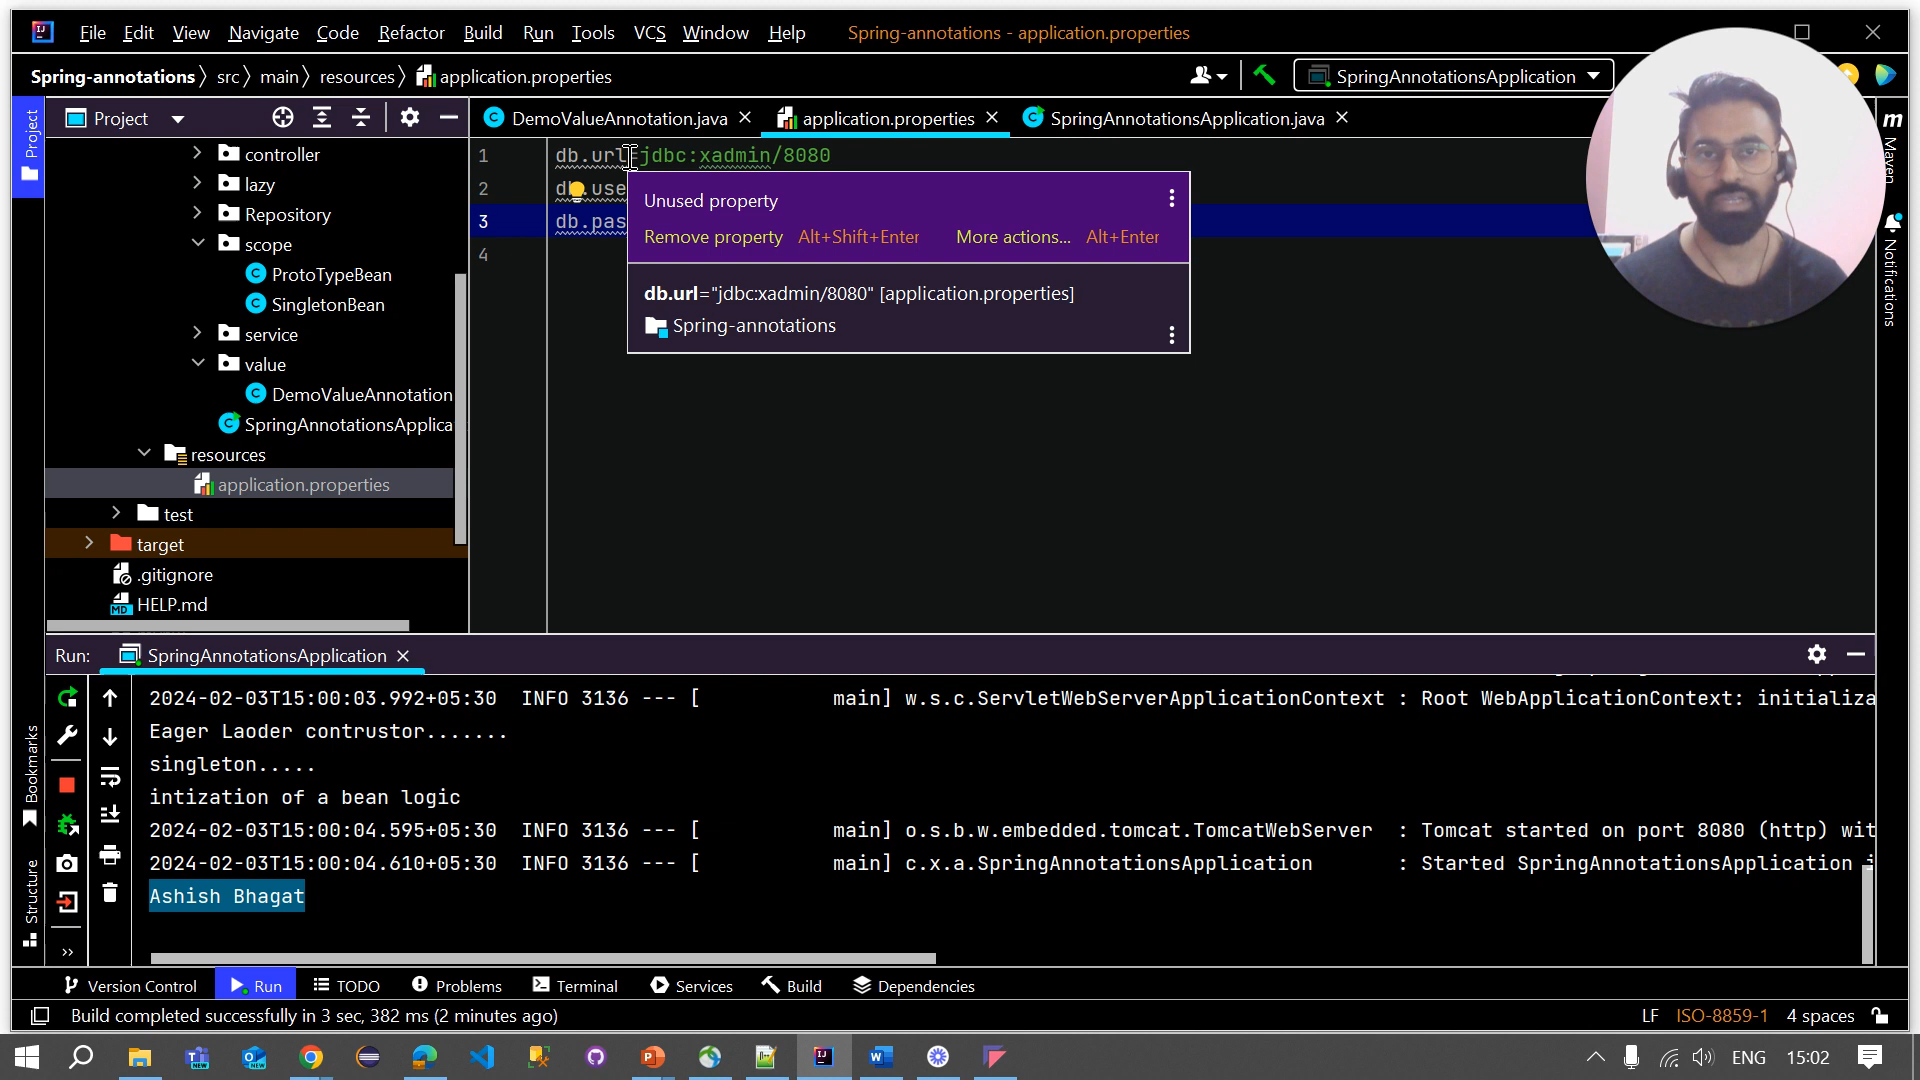 File Edit View Navigate Code Refactor Build Run Tools VCS Window Help Spring-annotations - application.properties
Spring-annotations src main resources application.properties SpringAnnotationsApplication
Project
Project
DemoValueAnnotation.java application.properties SpringAnnotationsApplication.java
Maven
Notifications
controller
lazy
Repository
scope
ProtoTypeBean
SingletonBean
service
value
DemoValueAnnotation
SpringAnnotationsApplica
resources
application.properties
test
target
.gitignore
HELP.md
1 db.url=jdbc:xadmin/8080
2 db.use
3 db.pas
4
Unused property
Remove property Alt+Shift+Enter More actions... Alt+Enter
db.url="jdbc:xadmin/8080" [application.properties]
Spring-annotations
Run: SpringAnnotationsApplication
2024-02-03T15:00:03.992+05:30 INFO 3136 --- [ main] w.s.c.ServletWebServerApplicationContext : Root WebApplicationContext: initializa
Eager Laoder contrustor.......
singleton.....
intization of a bean logic
2024-02-03T15:00:04.595+05:30 INFO 3136 --- [ main] o.s.b.w.embedded.tomcat.TomcatWebServer : Tomcat started on port 8080 (http) wit
2024-02-03T15:00:04.610+05:30 INFO 3136 --- [ main] c.x.a.SpringAnnotationsApplication : Started SpringAnnotationsApplication i
Ashish Bhagat
Bookmarks
Structure
Version Control Run TODO Problems Terminal Services Build Dependencies
Build completed successfully in 3 sec, 382 ms (2 minutes ago) LF ISO-8859-1 4 spaces
ENG 15:02